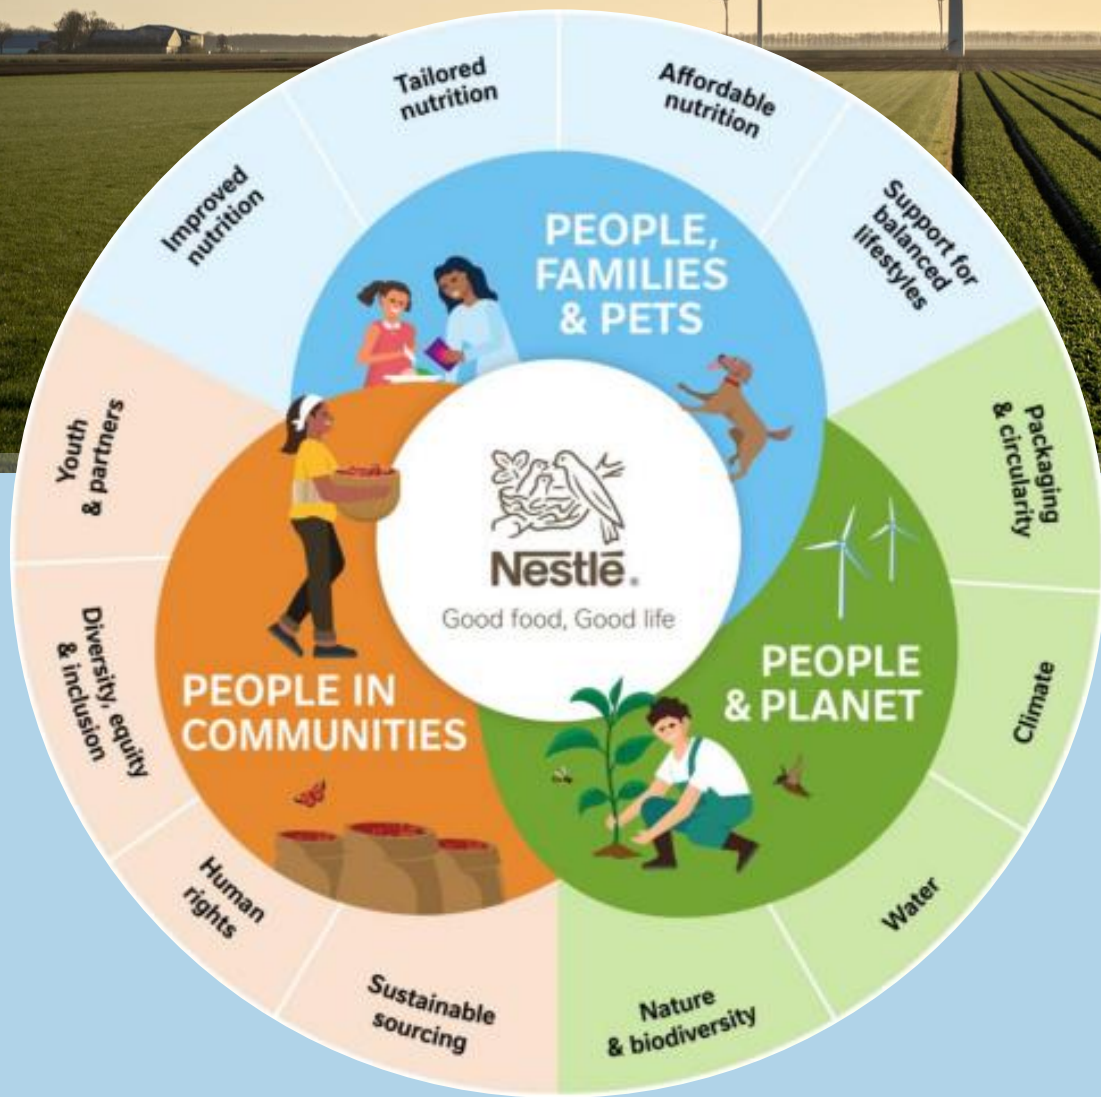 Tailored
nutrition
Affordable
nutrition
Support for
balanced
lifestyles
Packaging
& circularity
Climate
Water
Nature
& biodiversity
Sustainable
sourcing
Human
rights
Diversity, equity
& inclusion
Youth
& partners
Improved
nutrition
PEOPLE,
FAMILIES
& PETS
PEOPLE
& PLANET
PEOPLE IN
COMMUNITIES
Nestlē®
Good food, Good life